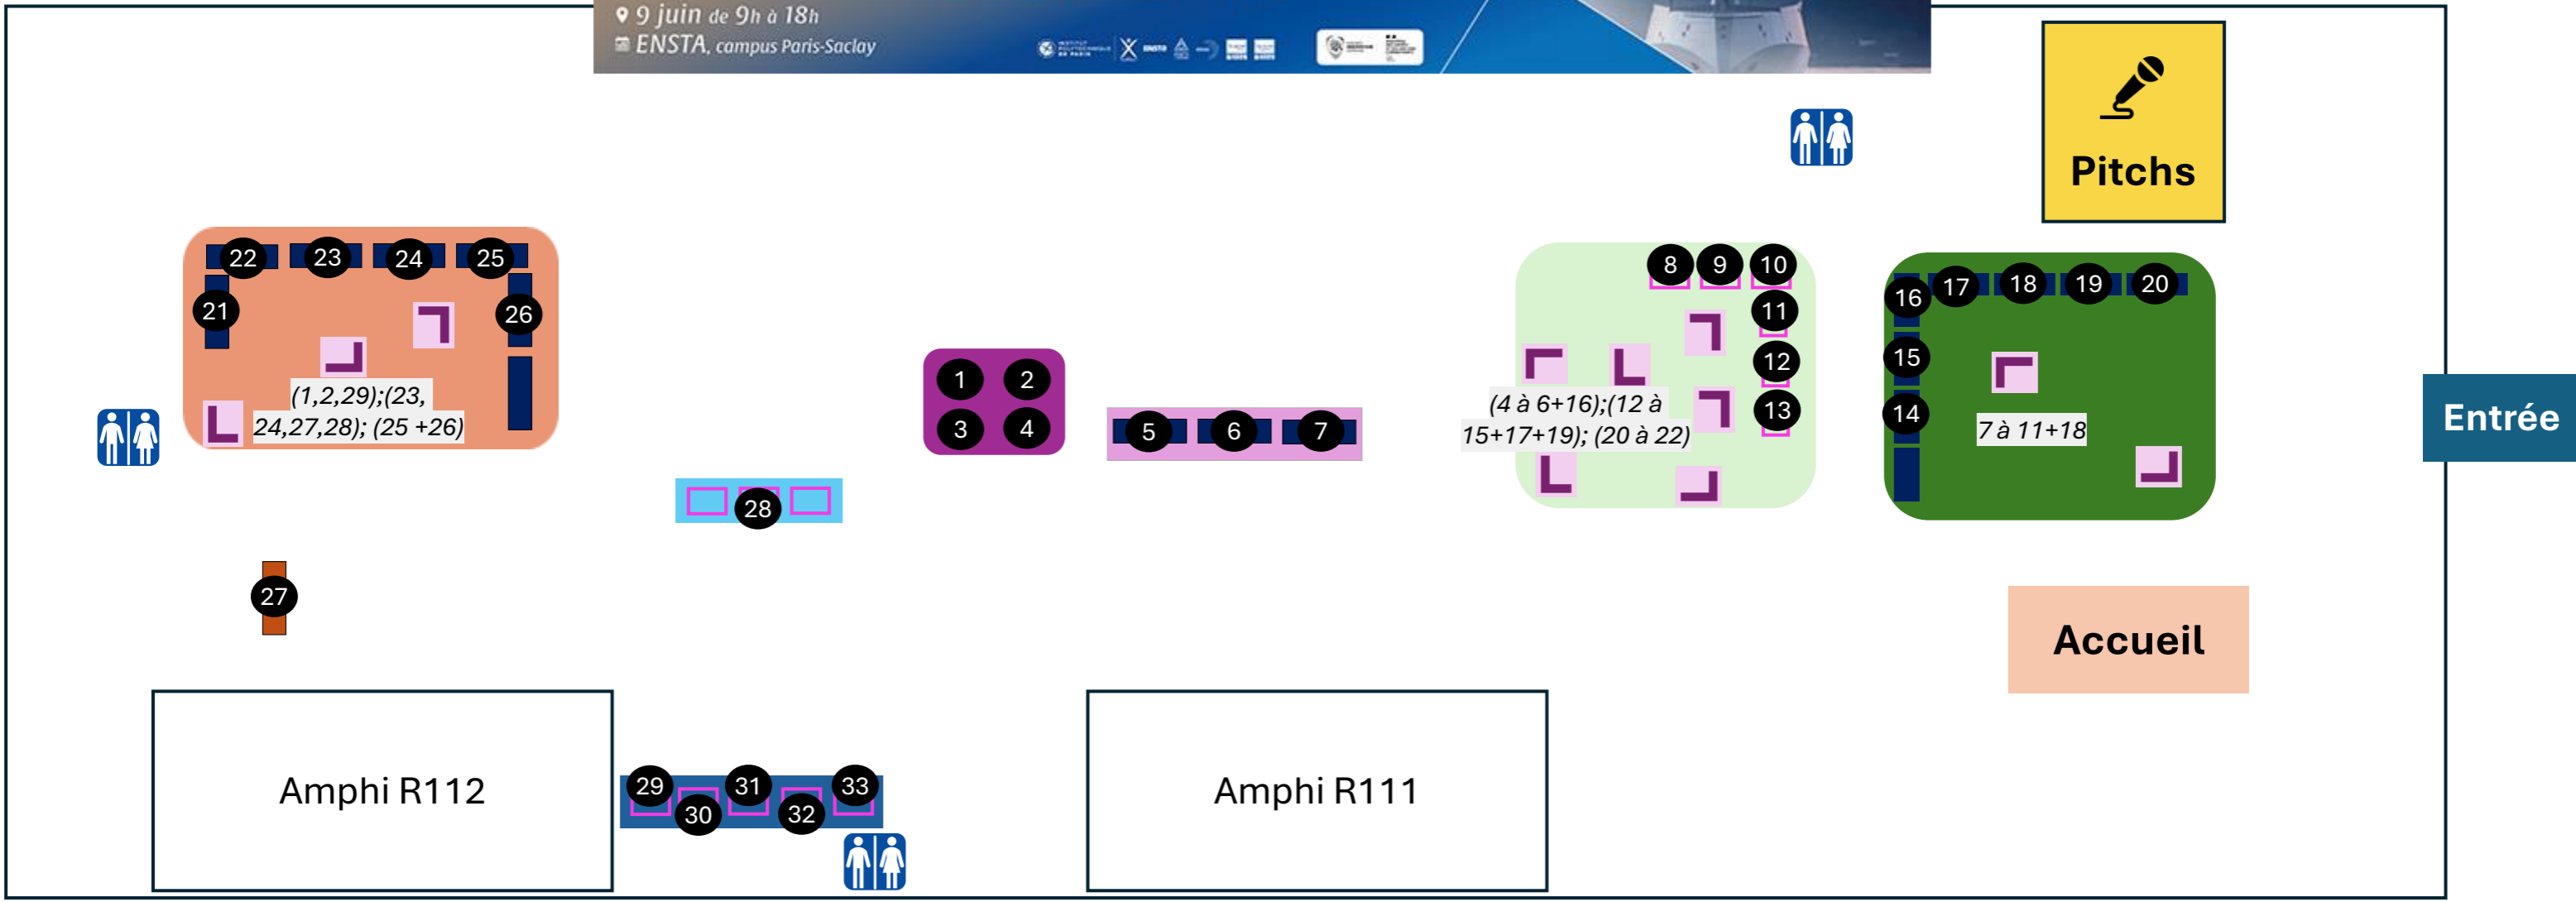 9 juin de 9h à 18h
ENSTA, campus Paris-Saclay
ENSTA
Pitchs
22 23 24 25
21
26
(1,2,29);(23,
24,27,28); (25 +26)
1 2
3 4
5 6 7
28
27
8 9 10
11
12
13
(4 à 6+16);(12 à
15+17+19); (20 à 22)
16 17 18 19 20
15
14
7 à 11+18
Entrée
Accueil
Amphi R112
29 30 31 32 33
Amphi R111